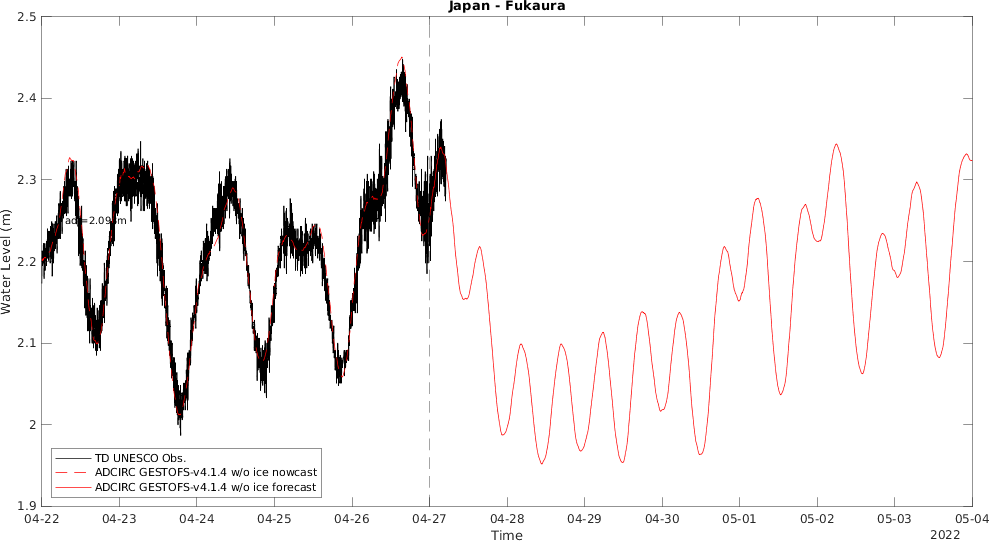 Japan - Fukaura
2.5
2.4
2.3
2.2
2.1
2
1.9
Water Level (m)
TD UNESCO Obs.
ADCIRC GESTOFS-v4.1.4 w/o ice nowcast
ADCIRC GESTOFS-v4.1.4 w/o ice forecast
04-22 04-23 04-24 04-25 04-26 04-27 04-28 04-29 04-30 05-01 05-02 05-03 05-04
Time
2022